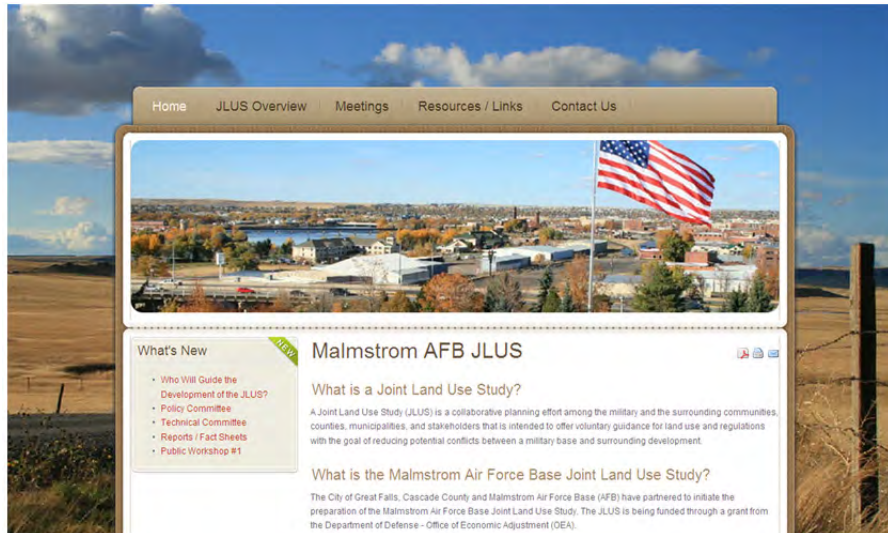 Home JLUS Overview Meetings Resources / Links Contact Us
What's New
NEW
Who Will Guide the
Development of the JLUS?
Policy Committee
Technical Committee
Reports / Fact Sheets
Public Workshop #1
Malmstrom AFB JLUS
What is a Joint Land Use Study?
A Joint Land Use Study (JLUS) is a collaborative planning effort among the military and the surrounding communities,
counties, municipalities, and stakeholders that is intended to offer voluntary guidance for land use and regulations
with the goal of reducing potential conflicts between a military base and surrounding development.
What is the Malmstrom Air Force Base Joint Land Use Study?
The City of Great Falls, Cascade County and Malmstrom Air Force Base (AFB) have partnered to initiate the
preparation of the Malmstrom Air Force Base Joint Land Use Study. The JLUS is being funded through a grant from
the Department of Defense - Office of Economic Adjustment (OEA).